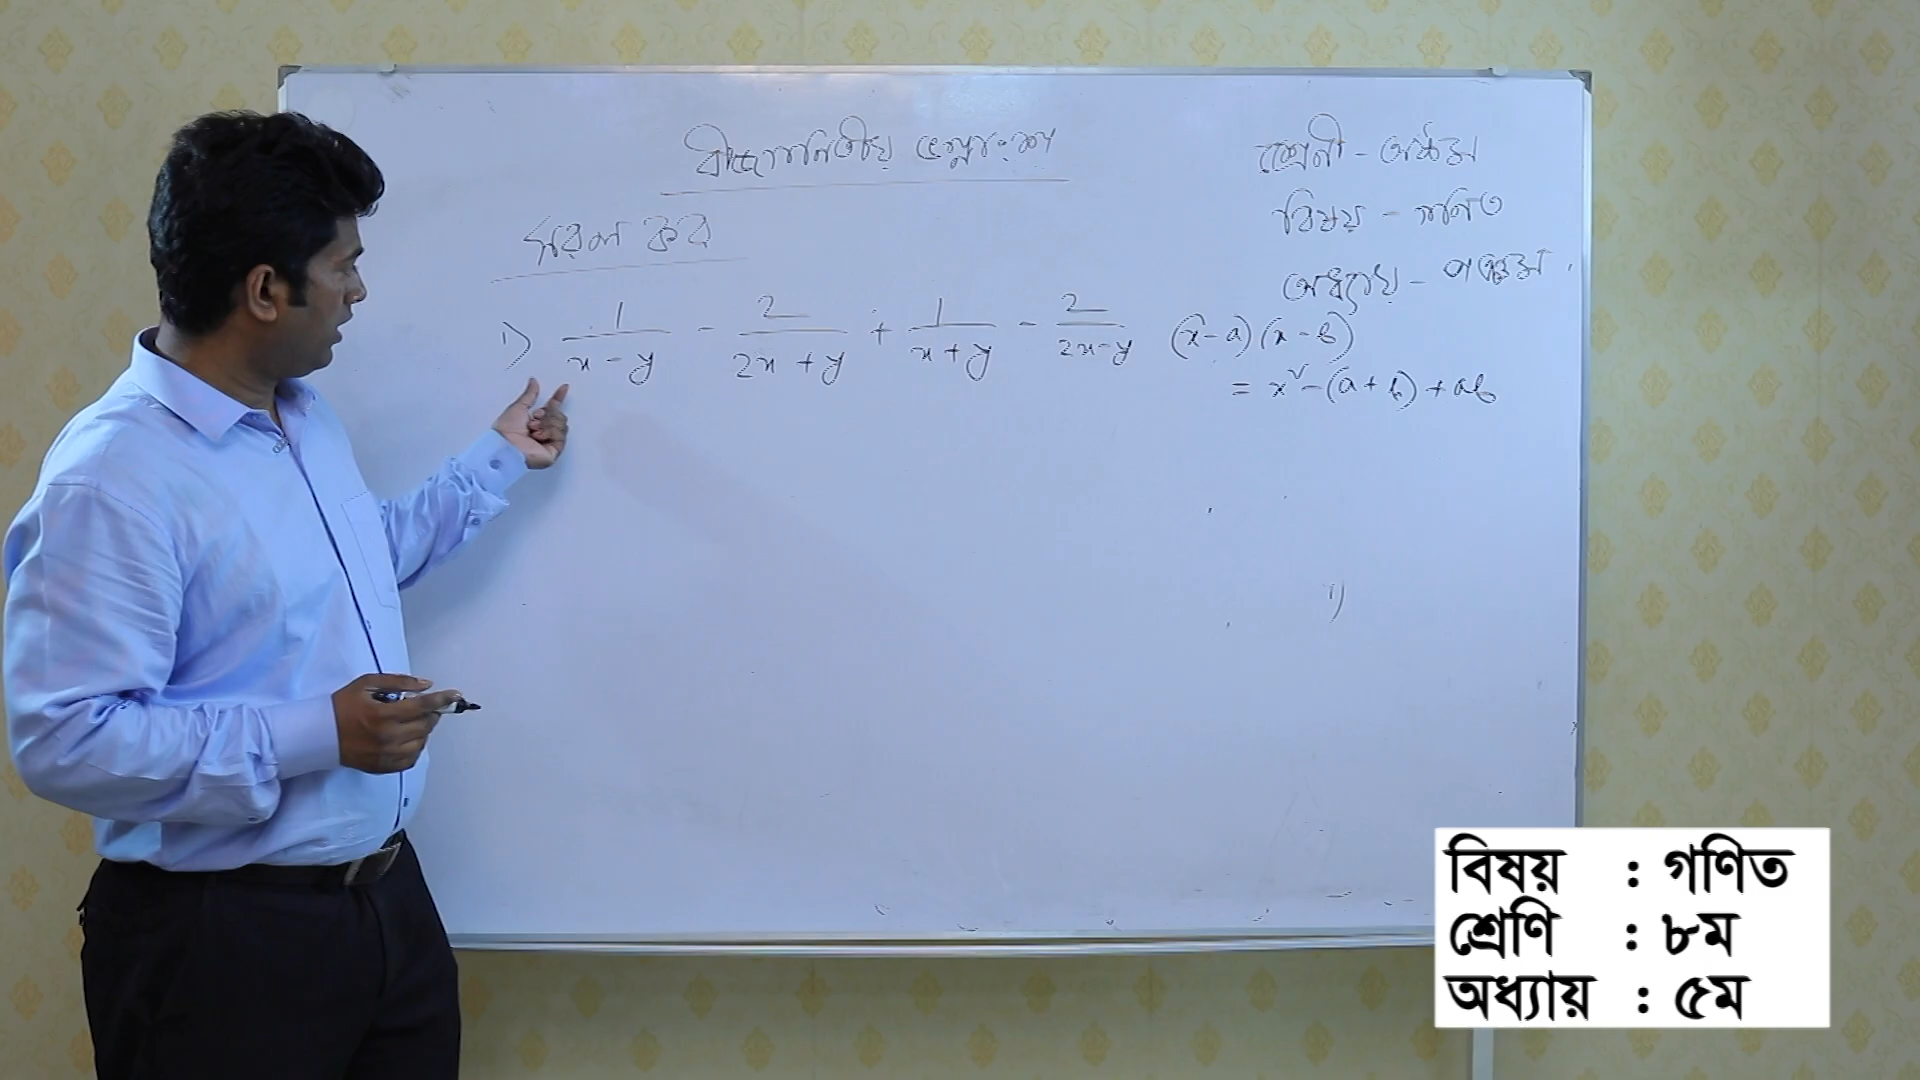 বীজগণিতীয় ভগ্নাংশ
শ্রেণী - অষ্টম
বিষয় - গণিত
অধ্যায় - পঞ্চম
সরল কর
i) 1/(x - y) - 2/(2x + y) + 1/(x + y) - 2/(2x - y)
(x - a) (x - b)
= x² - (a + b) + ab
i)
বিষয় : গণিত
শ্রেণি : ৮ম
অধ্যায় : ৫ম